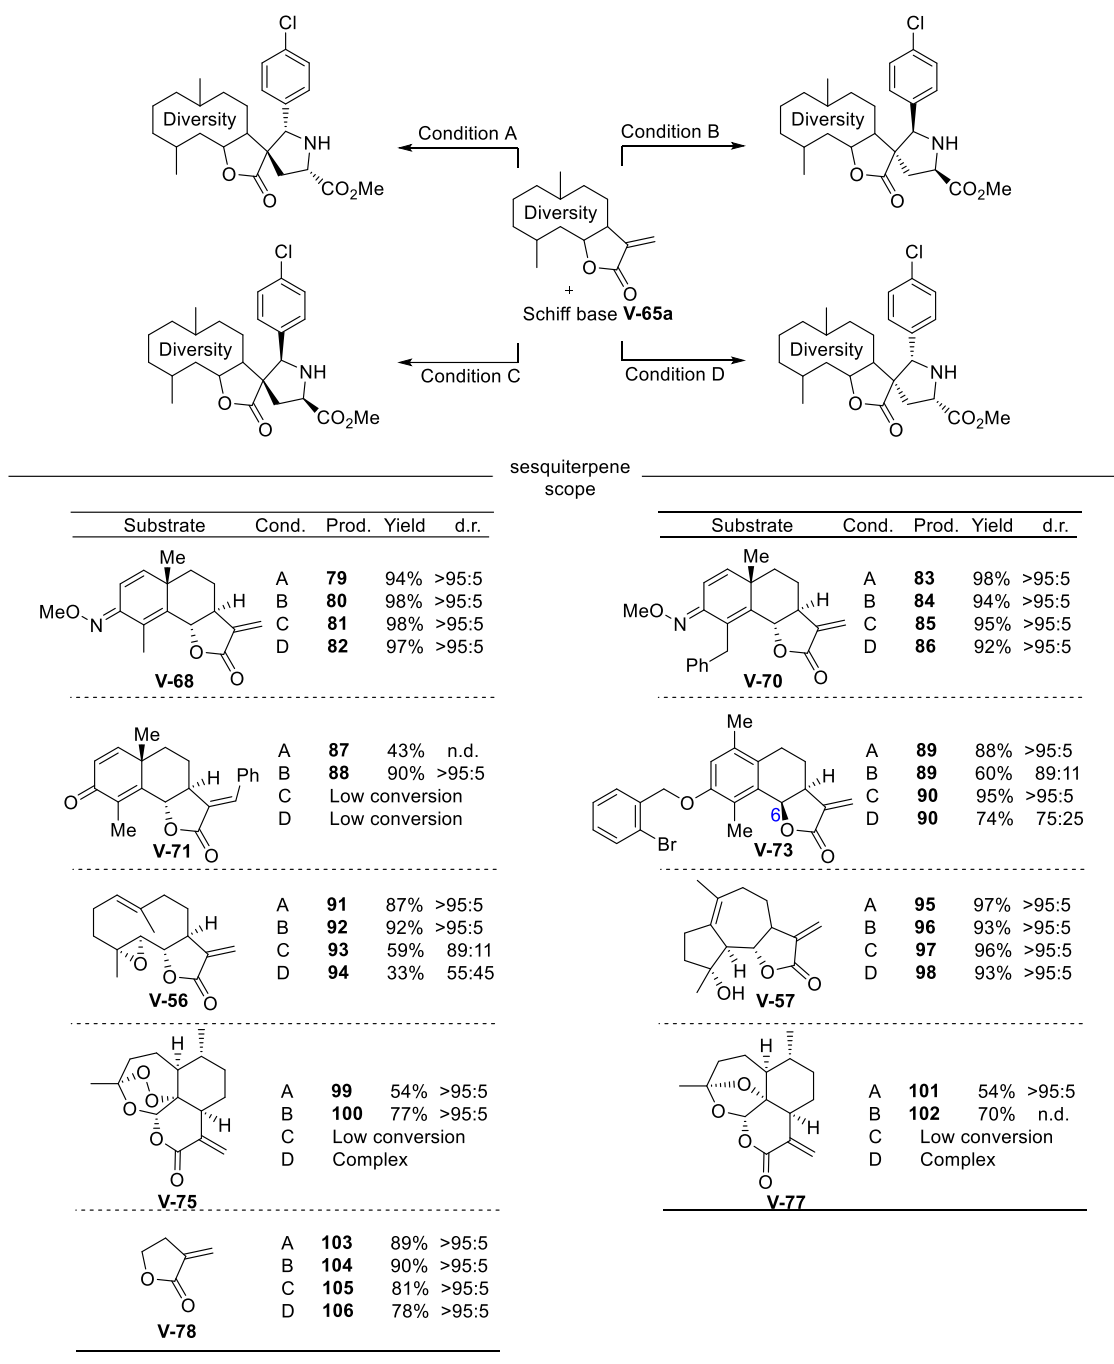 Cl
Cl
Diversity
NH
O
O
CO₂Me
Condition A
Condition B
Diversity
NH
O
O
CO₂Me
Diversity
O
O
+
Schiff base V-65a
Cl
Cl
Diversity
NH
O
O
CO₂Me
Condition C
Condition D
Diversity
NH
O
O
CO₂Me
sesquiterpene
scope
Substrate Cond. Prod. Yield d.r.
Me
H
MeO
N
O
O
V-68
A 79 94% >95:5
B 80 98% >95:5
C 81 98% >95:5
D 82 97% >95:5
Me
H
Ph
O
Me
O
O
V-71
A 87 43% n.d.
B 88 90% >95:5
C Low conversion
D Low conversion
H
O
O
O
V-56
A 91 87% >95:5
B 92 92% >95:5
C 93 59% 89:11
D 94 33% 55:45
H
O
O
O
H
O
O
V-75
A 99 54% >95:5
B 100 77% >95:5
C Low conversion
D Complex
O
O
V-78
A 103 89% >95:5
B 104 90% >95:5
C 105 81% >95:5
D 106 78% >95:5
Substrate Cond. Prod. Yield d.r.
Me
H
MeO
N
O
O
Ph
V-70
A 83 98% >95:5
B 84 94% >95:5
C 85 95% >95:5
D 86 92% >95:5
Me
H
O
Me
6
O
O
Br
V-73
A 89 88% >95:5
B 89 60% 89:11
C 90 95% >95:5
D 90 74% 75:25
H
O
O
OH
V-57
A 95 97% >95:5
B 96 93% >95:5
C 97 96% >95:5
D 98 93% >95:5
H
O
O
H
O
O
V-77
A 101 54% >95:5
B 102 70% n.d.
C Low conversion
D Complex